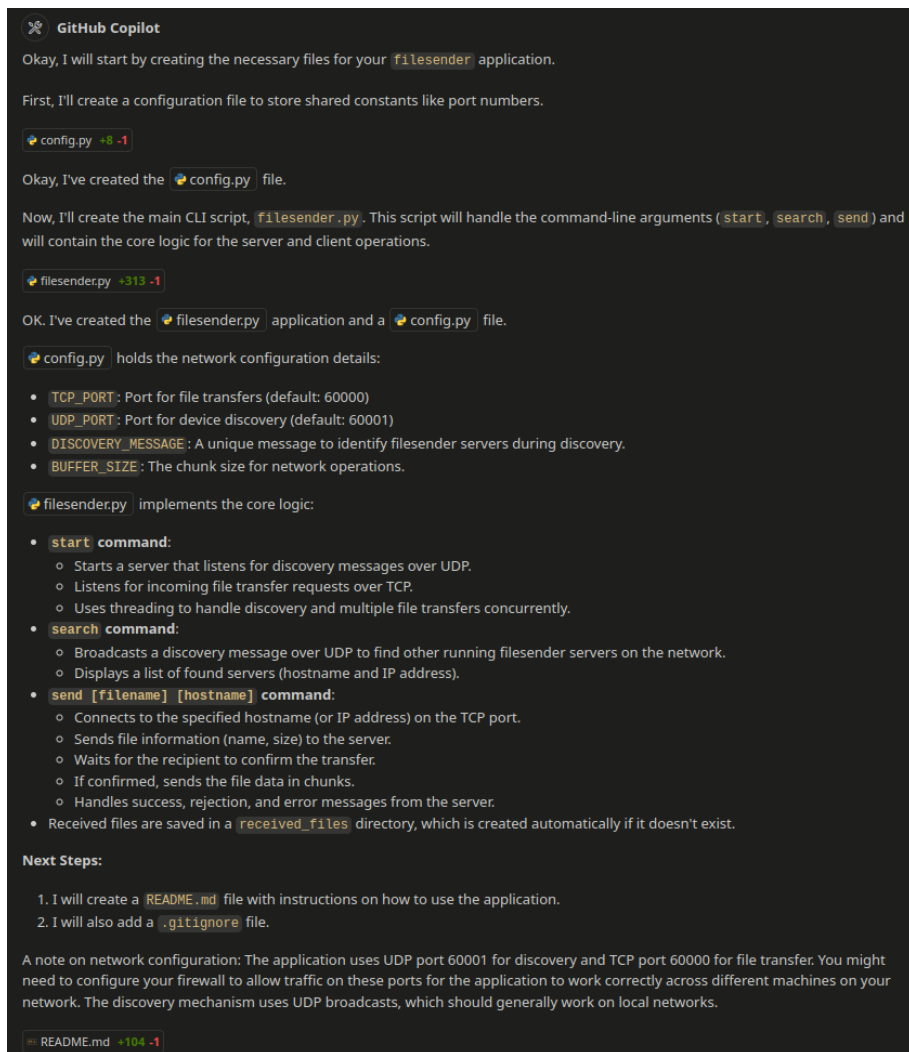 GitHub Copilot
Okay, I will start by creating the necessary files for your filesender application.
First, I'll create a configuration file to store shared constants like port numbers.
config.py +8 -1
Okay, I've created the config.py file.
Now, I'll create the main CLI script, filesender.py. This script will handle the command-line arguments (start, search, send) and
will contain the core logic for the server and client operations.
filesender.py +313 -1
OK. I've created the filesender.py application and a config.py file.
config.py holds the network configuration details:
• TCP_PORT: Port for file transfers (default: 60000)
• UDP_PORT: Port for device discovery (default: 60001)
• DISCOVERY_MESSAGE: A unique message to identify filesender servers during discovery.
• BUFFER_SIZE: The chunk size for network operations.
filesender.py implements the core logic:
• start command:
◦ Starts a server that listens for discovery messages over UDP.
◦ Listens for incoming file transfer requests over TCP.
◦ Uses threading to handle discovery and multiple file transfers concurrently.
• search command:
◦ Broadcasts a discovery message over UDP to find other running filesender servers on the network.
◦ Displays a list of found servers (hostname and IP address).
• send [filename] [hostname] command:
◦ Connects to the specified hostname (or IP address) on the TCP port.
◦ Sends file information (name, size) to the server.
◦ Waits for the recipient to confirm the transfer.
◦ If confirmed, sends the file data in chunks.
◦ Handles success, rejection, and error messages from the server.
• Received files are saved in a received_files directory, which is created automatically if it doesn't exist.
Next Steps:
1. I will create a README.md file with instructions on how to use the application.
2. I will also add a .gitignore file.
A note on network configuration: The application uses UDP port 60001 for discovery and TCP port 60000 for file transfer. You might
need to configure your firewall to allow traffic on these ports for the application to work correctly across different machines on your
network. The discovery mechanism uses UDP broadcasts, which should generally work on local networks.
README.md +104 -1